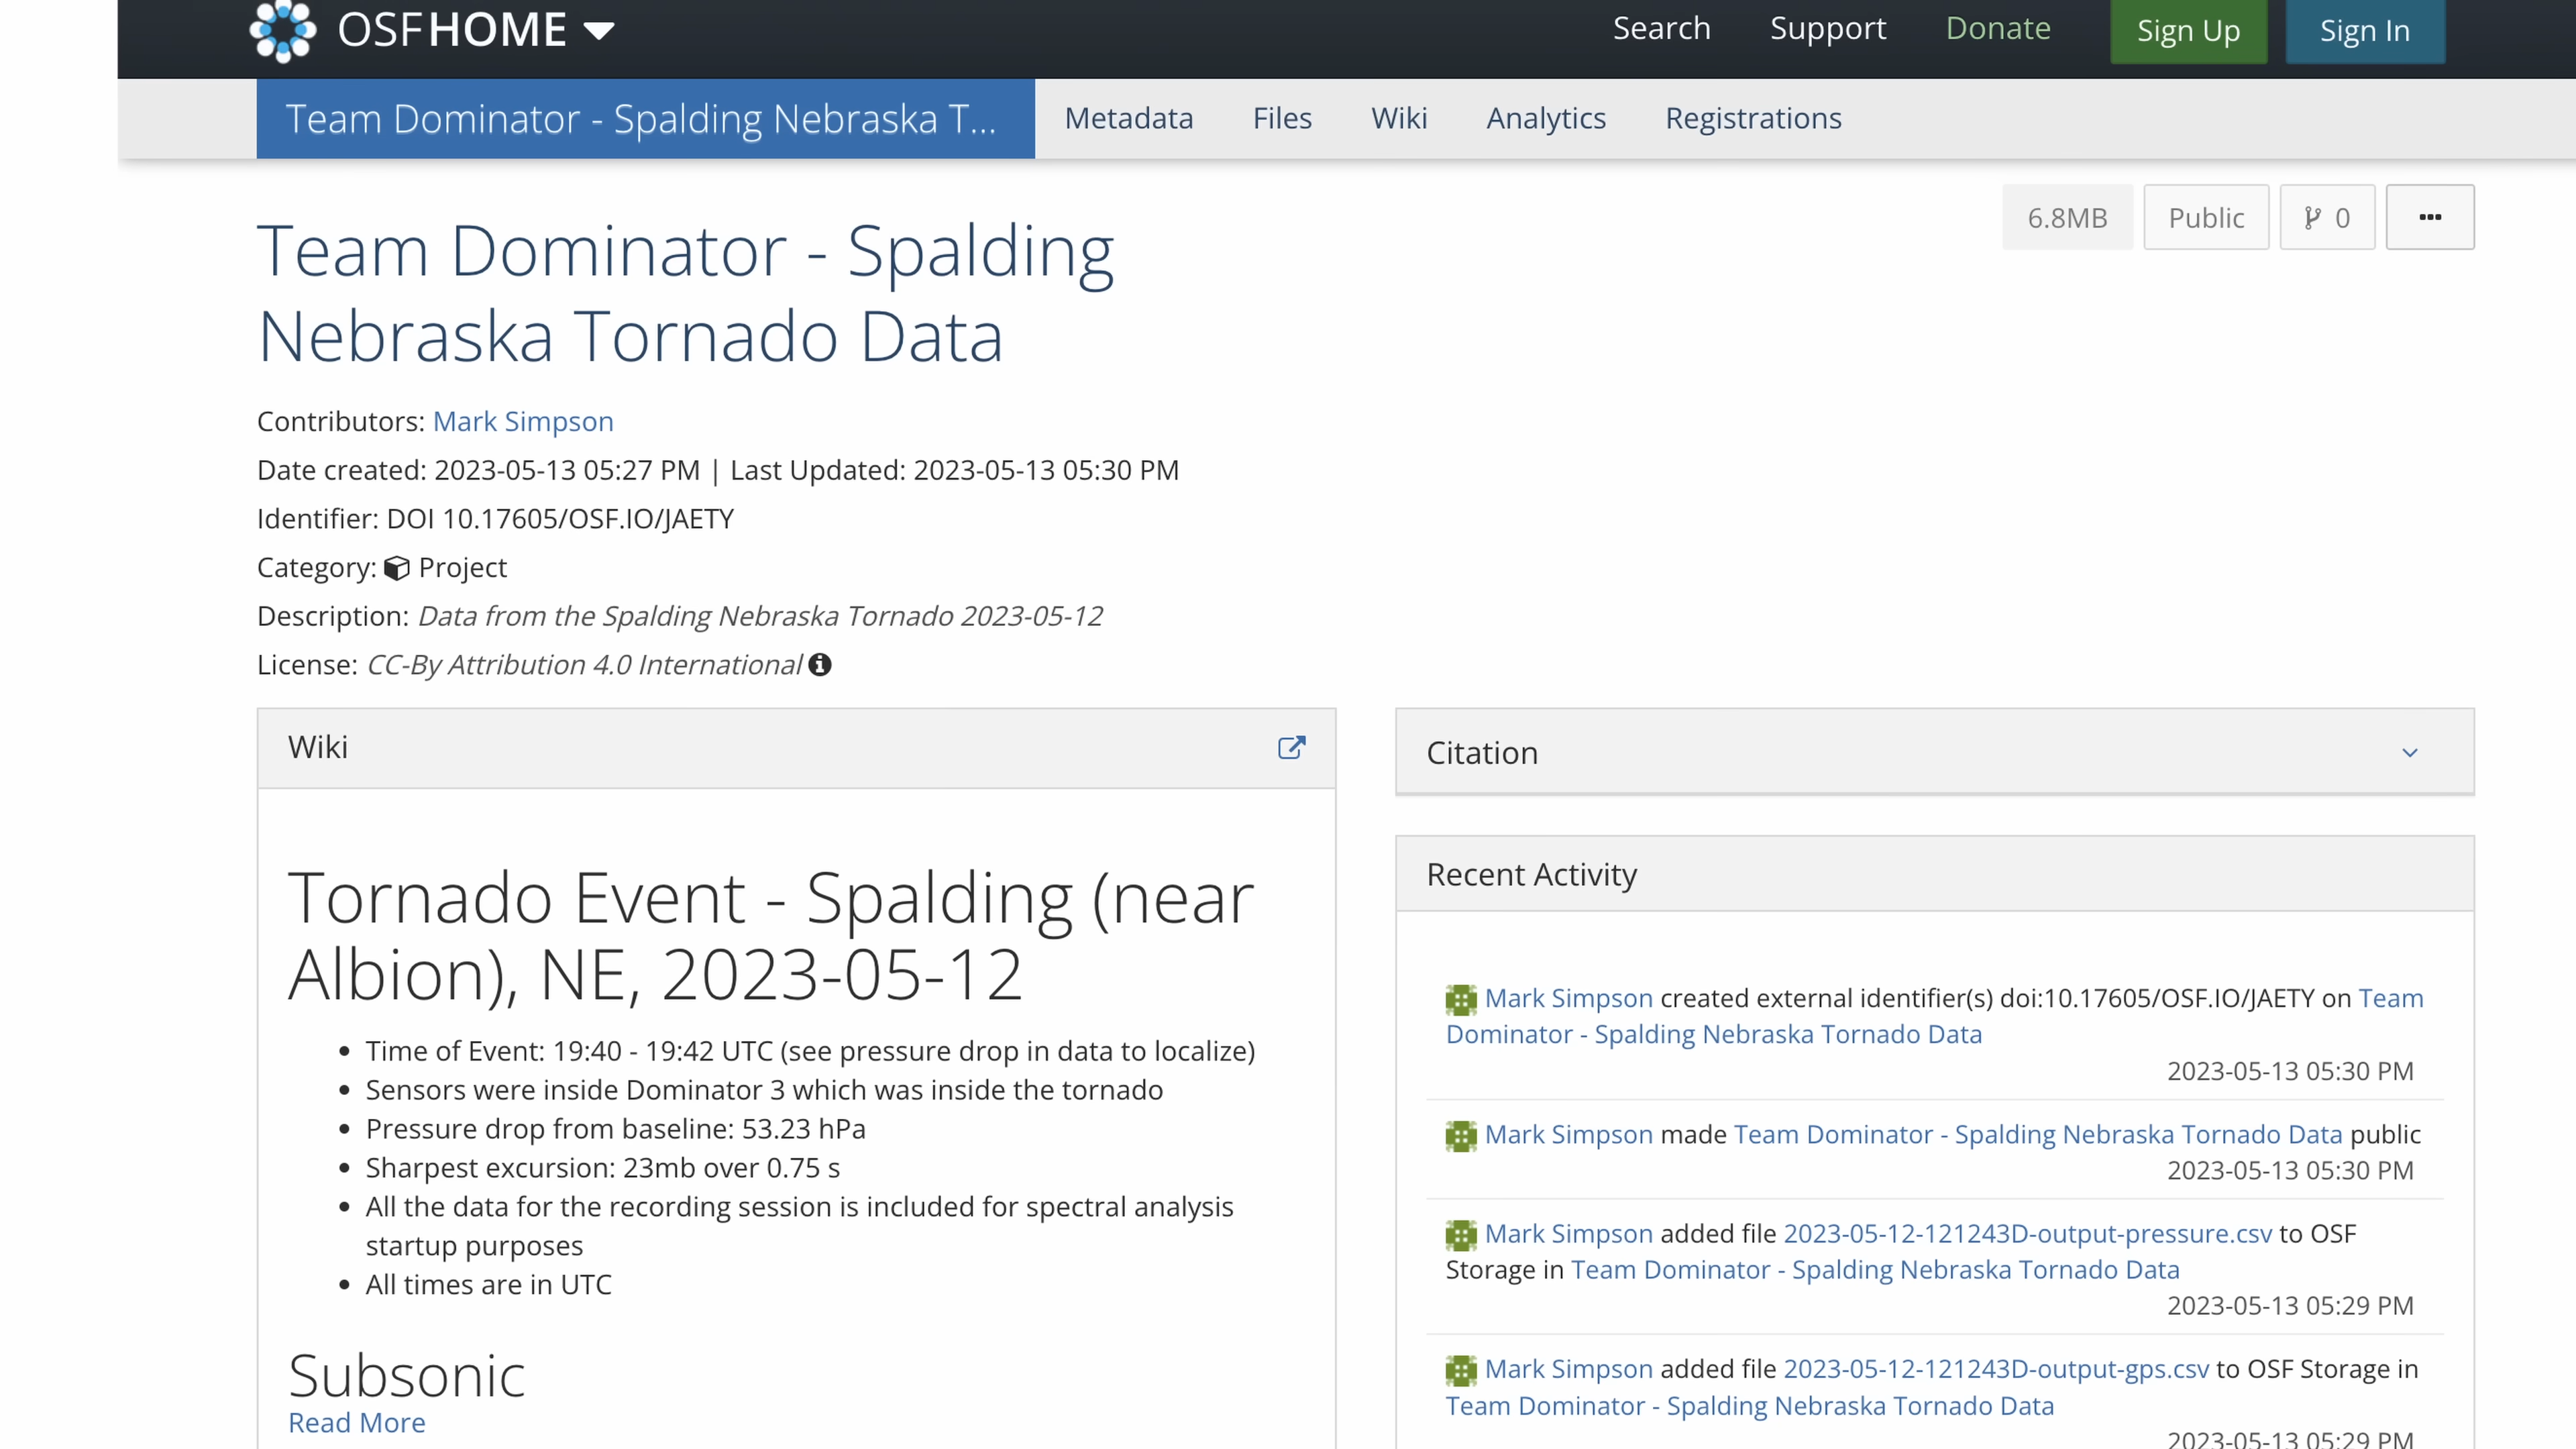 OSFHOME
Search Support Donate Sign Up Sign In
Team Dominator - Spalding Nebraska T... Metadata Files Wiki Analytics Registrations
6.8MB Public 0 ...
Team Dominator - Spalding
Nebraska Tornado Data
Contributors: Mark Simpson
Date created: 2023-05-13 05:27 PM | Last Updated: 2023-05-13 05:30 PM
Identifier: DOI 10.17605/OSF.IO/JAETY
Category: Project
Description: Data from the Spalding Nebraska Tornado 2023-05-12
License: CC-By Attribution 4.0 International
Wiki
Tornado Event - Spalding (near
Albion), NE, 2023-05-12
Time of Event: 19:40 - 19:42 UTC (see pressure drop in data to localize)
Sensors were inside Dominator 3 which was inside the tornado
Pressure drop from baseline: 53.23 hPa
Sharpest excursion: 23mb over 0.75 s
All the data for the recording session is included for spectral analysis
startup purposes
All times are in UTC
Subsonic
Read More
Citation
Recent Activity
Mark Simpson created external identifier(s) doi:10.17605/OSF.IO/JAETY on Team
Dominator - Spalding Nebraska Tornado Data
2023-05-13 05:30 PM
Mark Simpson made Team Dominator - Spalding Nebraska Tornado Data public
2023-05-13 05:30 PM
Mark Simpson added file 2023-05-12-121243D-output-pressure.csv to OSF
Storage in Team Dominator - Spalding Nebraska Tornado Data
2023-05-13 05:29 PM
Mark Simpson added file 2023-05-12-121243D-output-gps.csv to OSF Storage in
Team Dominator - Spalding Nebraska Tornado Data
2023-05-13 05:29 PM